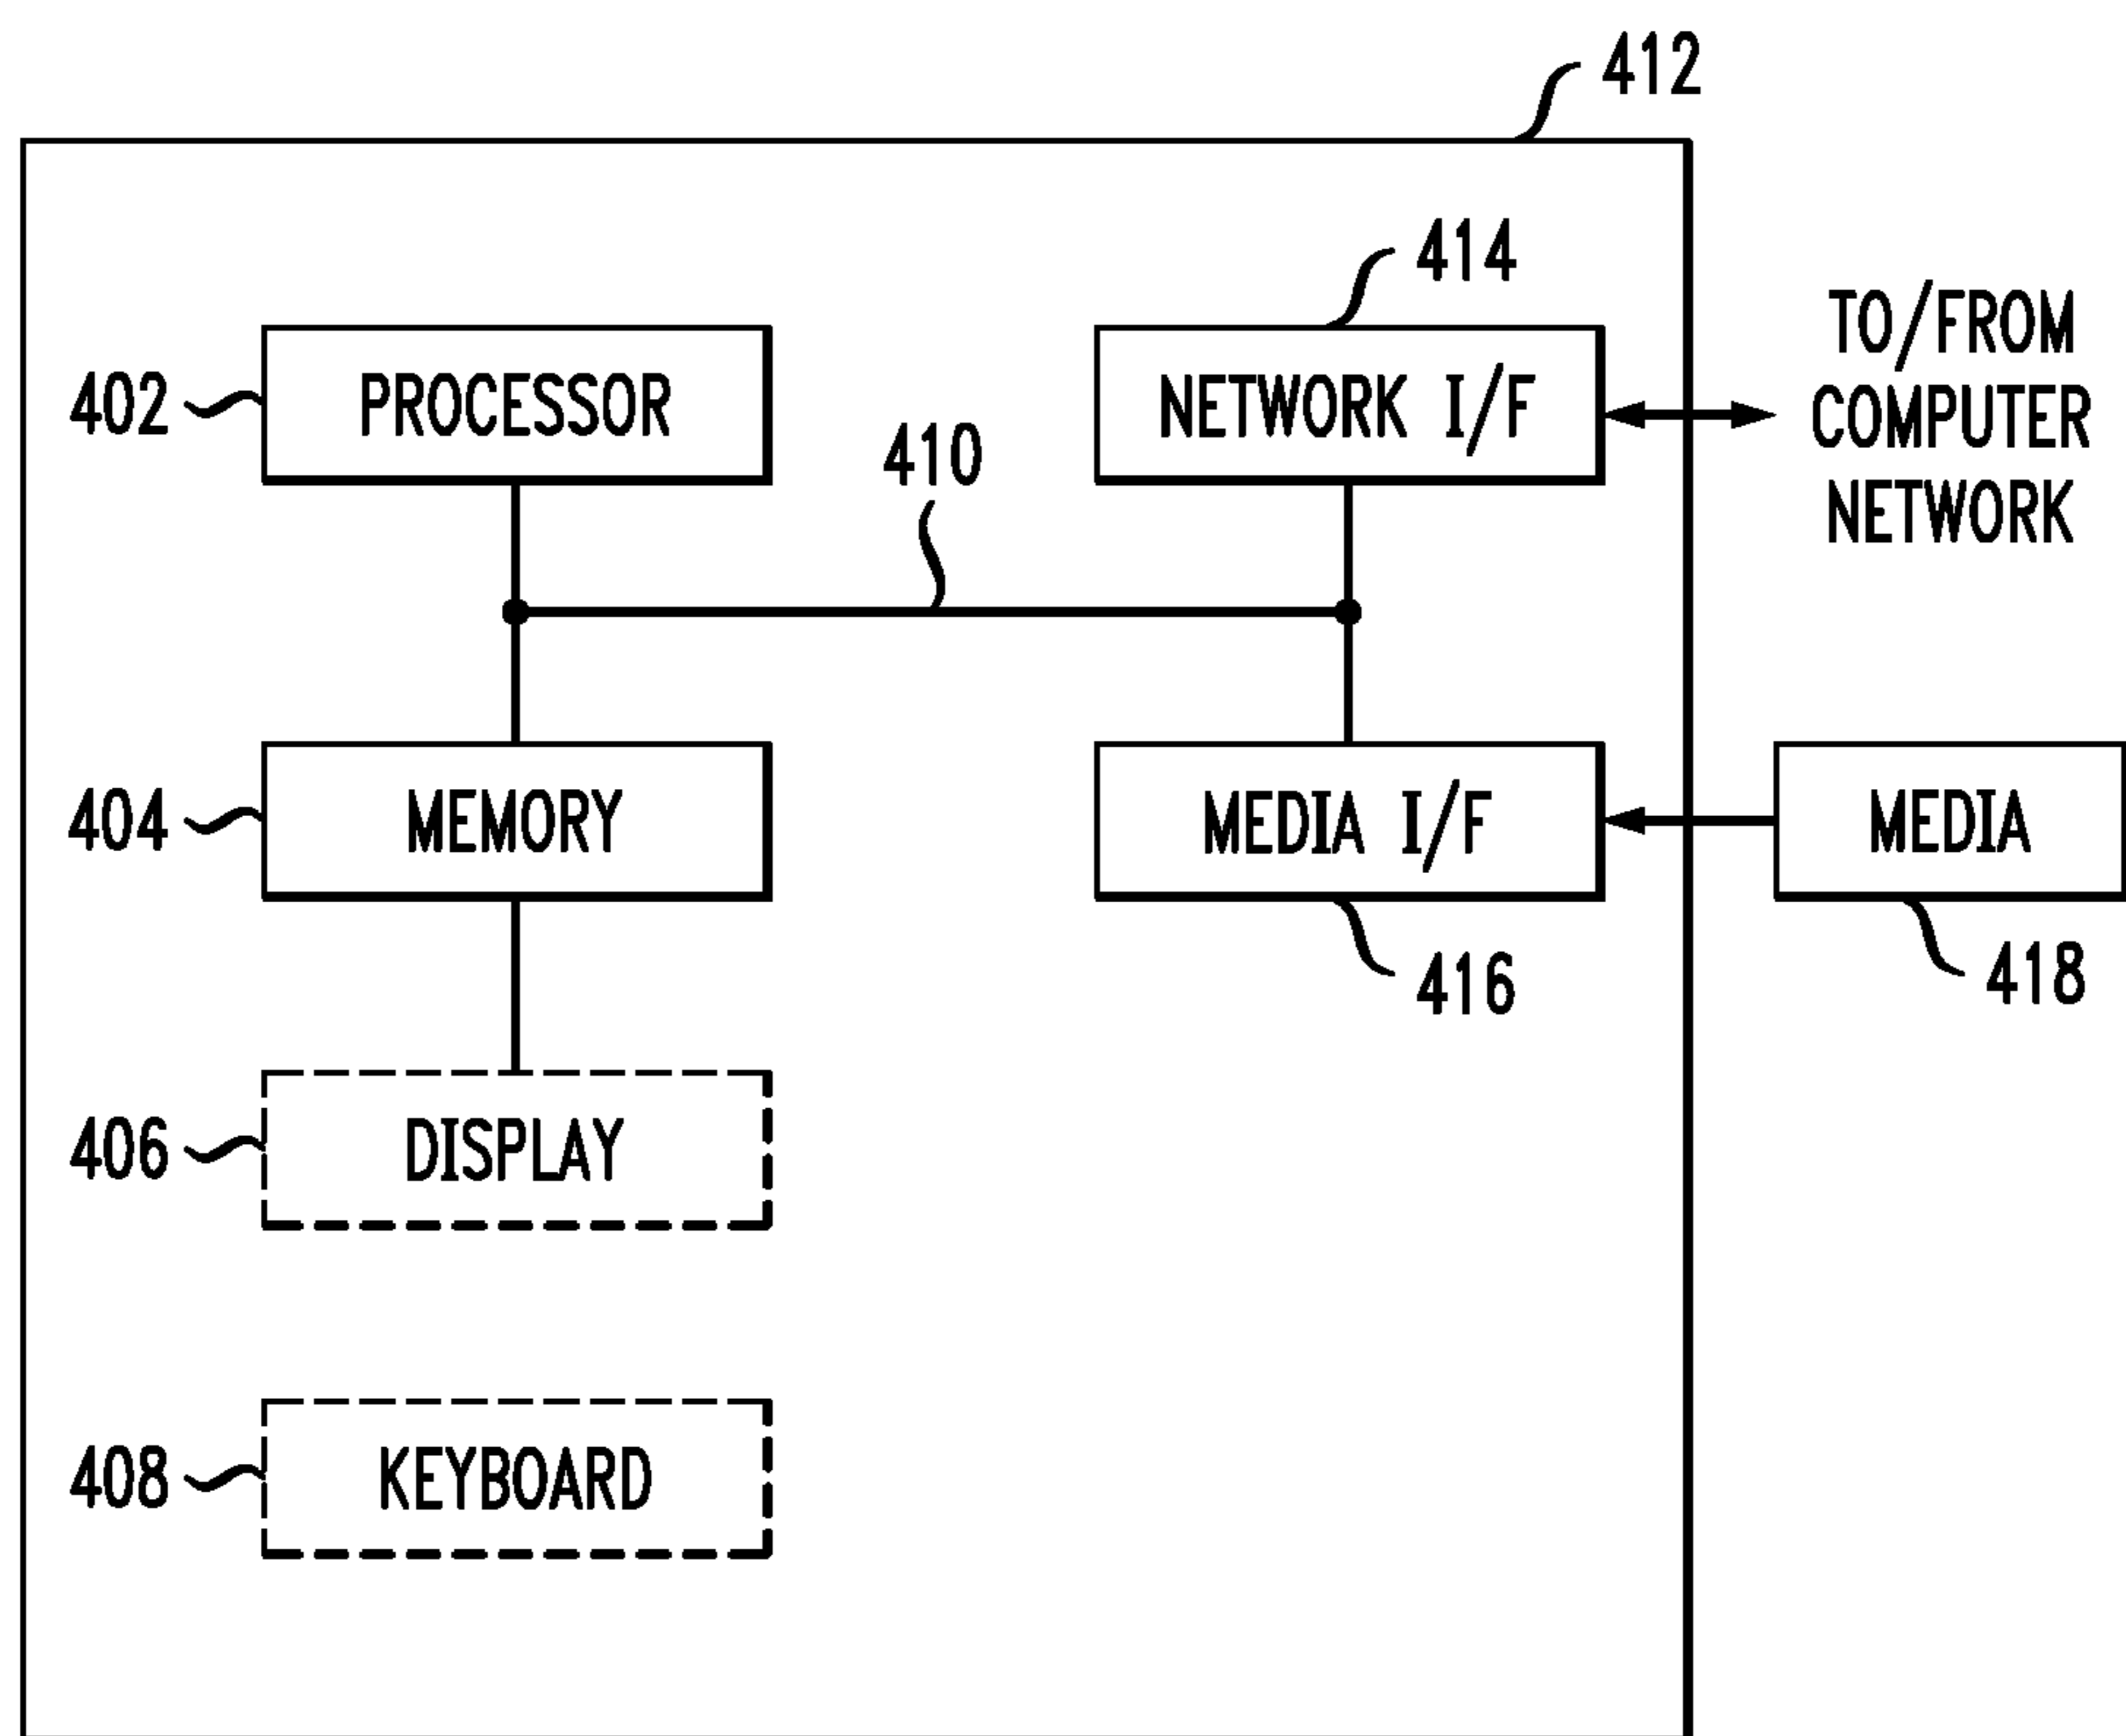 412
414
TO/FROM
COMPUTER
NETWORK
402
PROCESSOR
NETWORK I/F
410
404
MEMORY
MEDIA I/F
MEDIA
416
418
406
DISPLAY
408
KEYBOARD